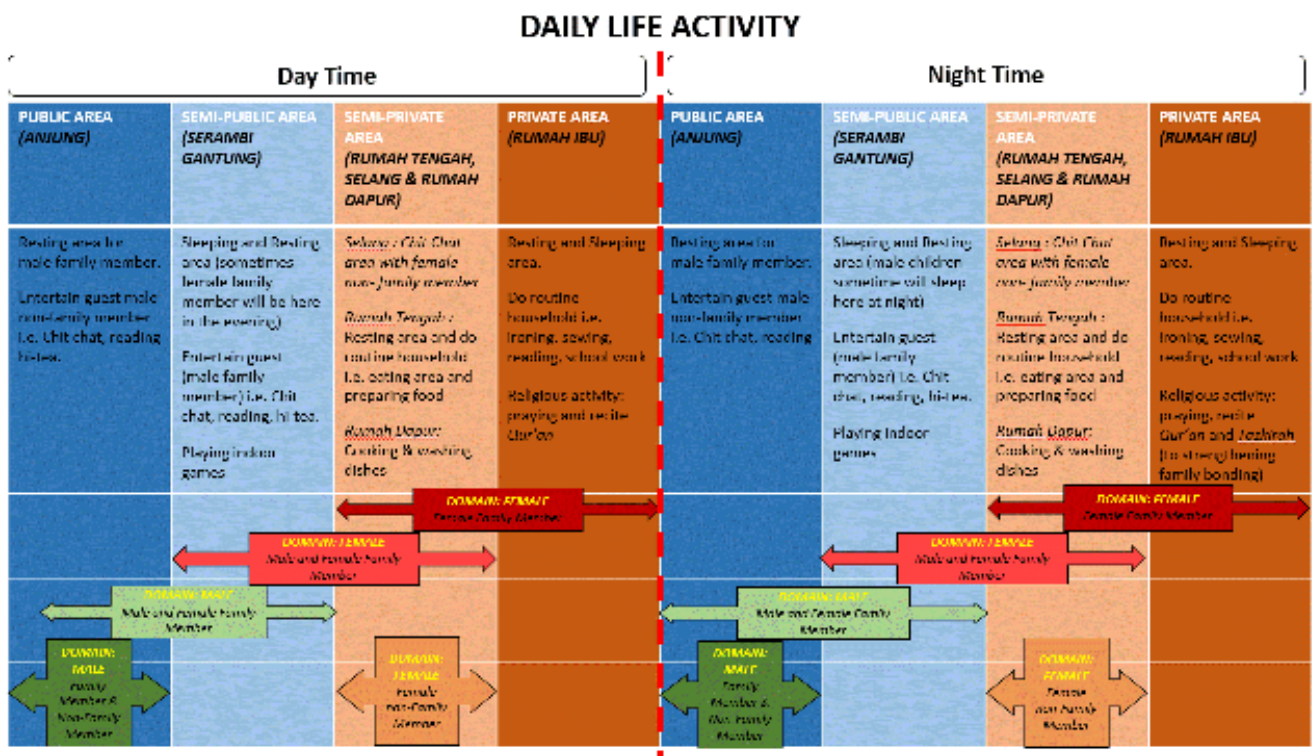 DAILY LIFE ACTIVITY
Day Time
PUBLIC AREA
(ANJUNG)
SEMI-PUBLIC AREA
(SERAMBI
GANTUNG)
SEMI-PRIVATE
AREA
(RUMAH TENGAH,
SELANG & RUMAH
DAPUR)
PRIVATE AREA
(RUMAH IBU)
Resting area for
male family member.
Entertain guest male
non-family member
i.e. Chit chat, reading
hi-tea.
Sleeping and Resting
area (sometimes
female family
member will be here
in the evening)
Entertain guest
(male family
member) i.e. Chit
chat, reading, hi-tea.
Playing indoor
games
Selang : Chit Chat
area with female
non-family member
Rumah Tengah :
Resting area and do
routine household
i.e. eating area and
preparing food
Rumah Dapur:
Cooking & washing
dishes
Resting and Sleeping
area.
Do routine
household i.e.
ironing, sewing,
reading, school work
Religious activity:
praying and recite
Qur'an
DOMAIN: FEMALE
Female Family Member
DOMAIN: FEMALE
Male and Female Family
Member
DOMAIN: MALE
Male and Female Family
Member
DOMAIN:
MALE
Family
Member &
Non-Family
Member
DOMAIN:
FEMALE
Female
non-Family
Member
Night Time
PUBLIC AREA
(ANJUNG)
SEMI-PUBLIC AREA
(SERAMBI
GANTUNG)
SEMI-PRIVATE
AREA
(RUMAH TENGAH,
SELANG & RUMAH
DAPUR)
PRIVATE AREA
(RUMAH IBU)
Resting area for
male family member.
Entertain guest male
non-family member
i.e. Chit chat, reading
Sleeping and Resting
area (male children
sometime will sleep
here at night)
Entertain guest
(male family
member) i.e. Chit
chat, reading, hi-tea.
Playing indoor
games
Selang : Chit Chat
area with female
non-family member
Rumah Tengah :
Resting area and do
routine household
i.e. eating area and
preparing food
Rumah Dapur:
Cooking & washing
dishes
Resting and Sleeping
area.
Do routine
household i.e.
ironing, sewing,
reading, school work
Religious activity:
praying, recite
Qur'an and Tazkirah
(to strengthening
family bonding)
DOMAIN: FEMALE
Female Family Member
DOMAIN: FEMALE
Male and Female Family
Member
DOMAIN: MALE
Male and Female Family
Member
DOMAIN:
MALE
Family
Member &
Non-Family
Member
DOMAIN:
FEMALE
Female
non-Family
Member